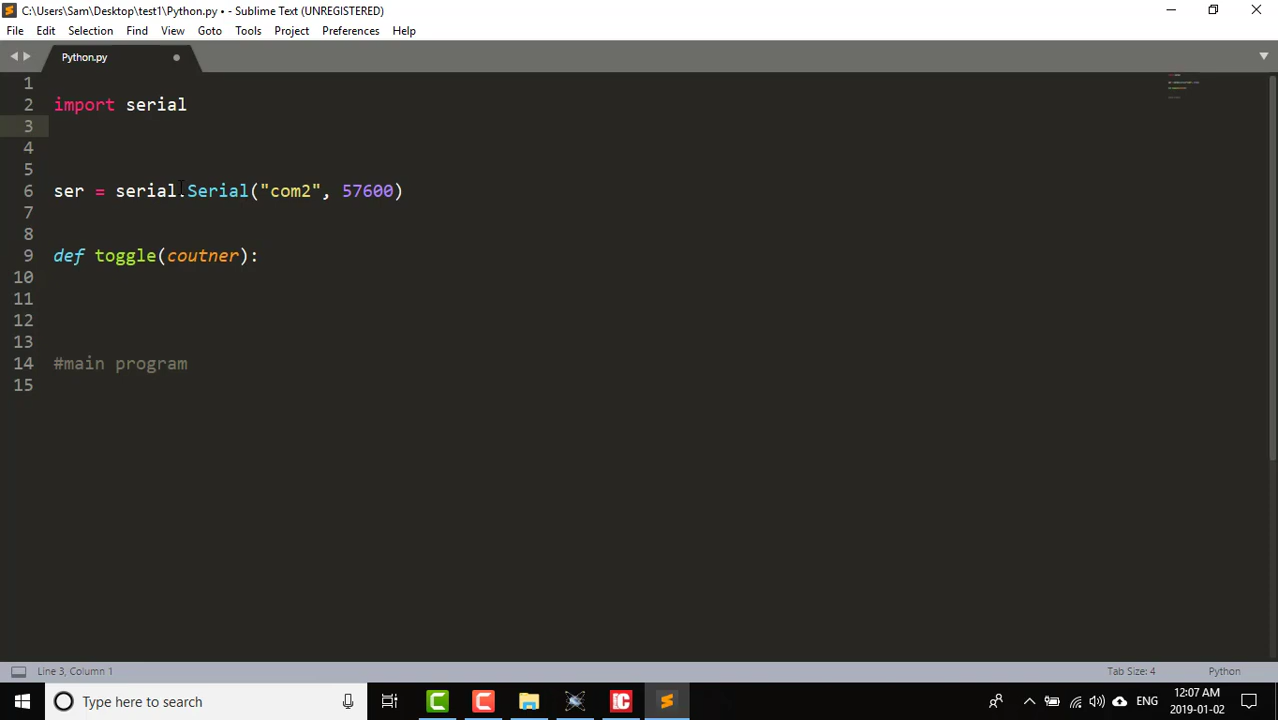 C:\Users\Sam\Desktop\test1\Python.py • - Sublime Text (UNREGISTERED)
File Edit Selection Find View Goto Tools Project Preferences Help
Python.py
1
2 import serial
3
4
5
6 ser = serial.Serial("com2", 57600)
7
8
9 def toggle(coutner):
10
11
12
13
14 #main program
15
Line 3, Column 1 Tab Size: 4 Python
Type here to search IC ENG 12:07 AM
2019-01-02